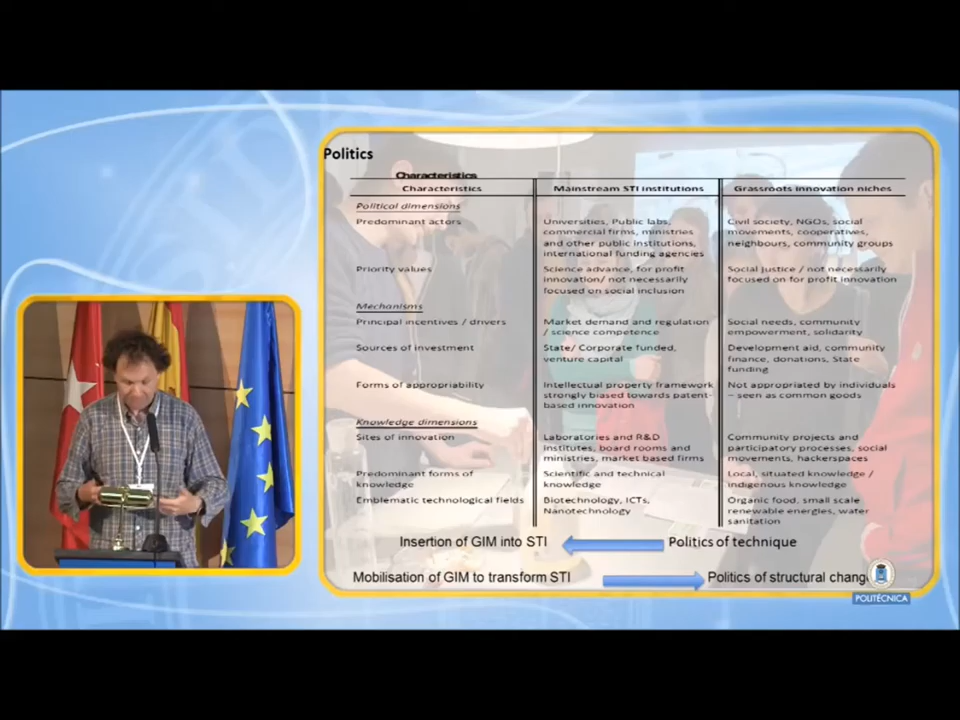 Politics
Characteristics
Characteristics Mainstream STI institutions Grassroots innovation niches
Political dimensions
Predominant actors Universities, Public labs, Civil society, NGOs, social
commercial firms, ministries movements, cooperatives,
and other public institutions, neighbours, community groups
international funding agencies
Priority values Science advance, for profit Social justice / not necessarily
innovation/ not necessarily focused on for profit innovation
focused on social inclusion
Mechanisms
Principal incentives / drivers Market demand and regulation Social needs, community
/ science competence empowerment, solidarity
Sources of investment State/ Corporate funded, Development aid, community
venture capital finance, donations, State
funding
Forms of appropriability Intellectual property framework Not appropriated by individuals
strongly biased towards patent- – seen as common goods
based innovation
Knowledge dimensions
Sites of innovation Laboratories and R&D Community projects and
institutes, board rooms and participatory processes, social
ministries, market based firms movements, hackerspaces
Predominant forms of Scientific and technical Local, situated knowledge /
knowledge knowledge indigenous knowledge
Emblematic technological fields Biotechnology, ICTs, Organic food, small scale
Nanotechnology renewable energies, water
sanitation
Insertion of GIM into STI Politics of technique
Mobilisation of GIM to transform STI Politics of structural chang
POLITÉCNICA